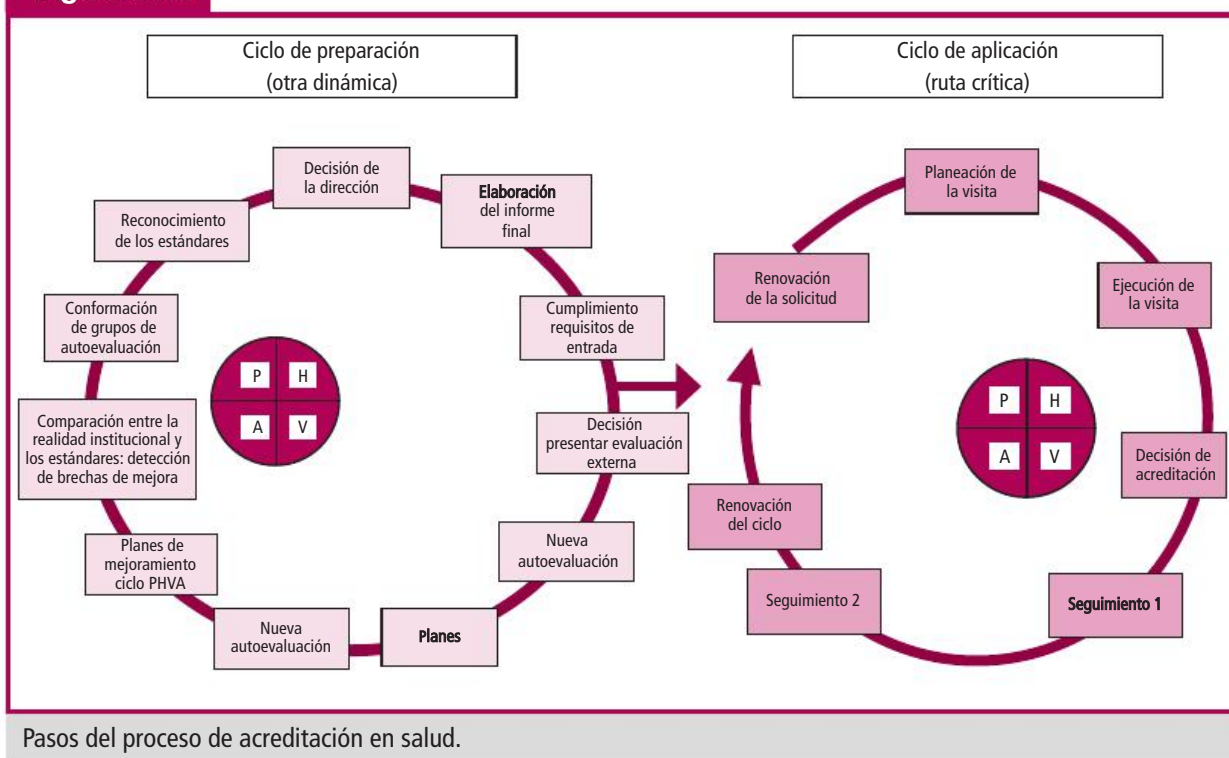 Ciclo de preparación
(otra dinámica)
Ciclo de aplicación
(ruta crítica)
Decisión de
la dirección
Elaboración
del informe
final
Reconocimiento
de los estándares
Conformación
de grupos de
autoevaluación
Cumplimiento
requisitos de
entrada
P H
A V
Comparación entre la
realidad institucional y
los estándares: detección
de brechas de mejora
Decisión
presentar evaluación
externa
Planes de
mejoramiento
ciclo PHVA
Nueva
autoevaluación
Nueva
autoevaluación
Planes
Planeación de
la visita
Renovación
de la solicitud
Ejecución de
la visita
P H
A V
Decisión de
acreditación
Renovación
del ciclo
Seguimiento 2
Seguimiento 1
Pasos del proceso de acreditación en salud.